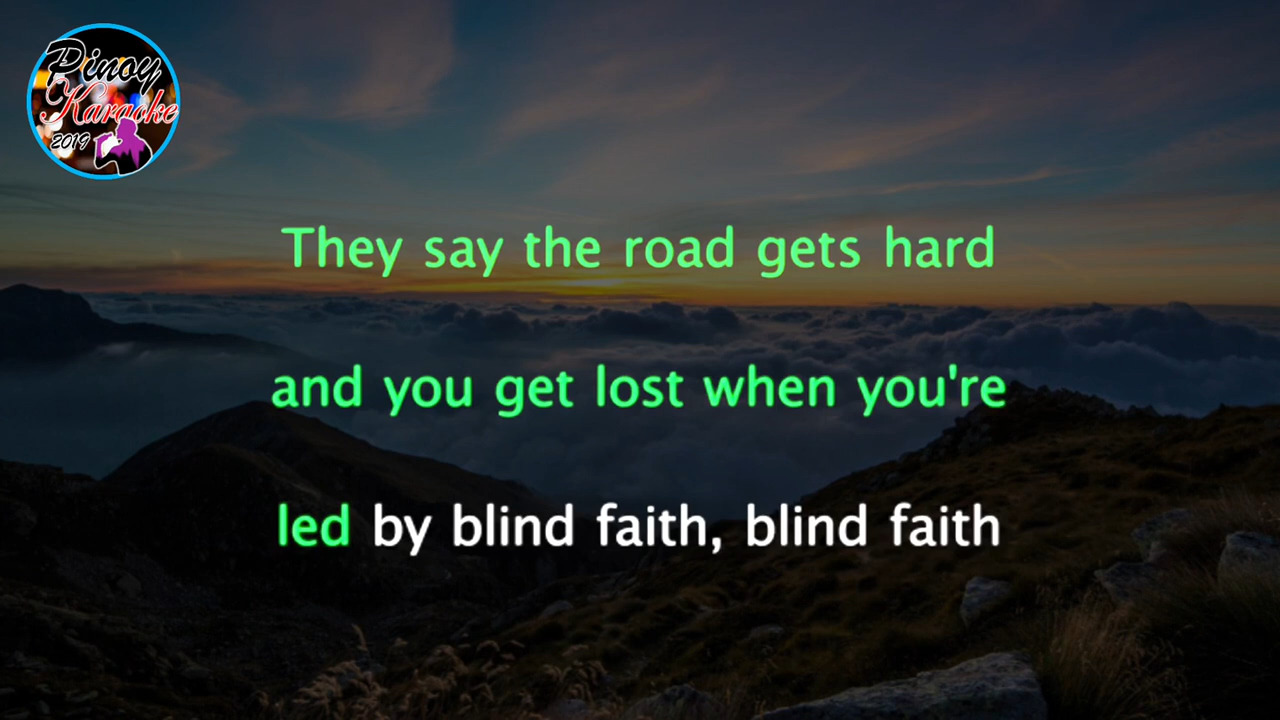 Pinoy
Karaoke
2019
They say the road gets hard
and you get lost when you're
led by blind faith, blind faith